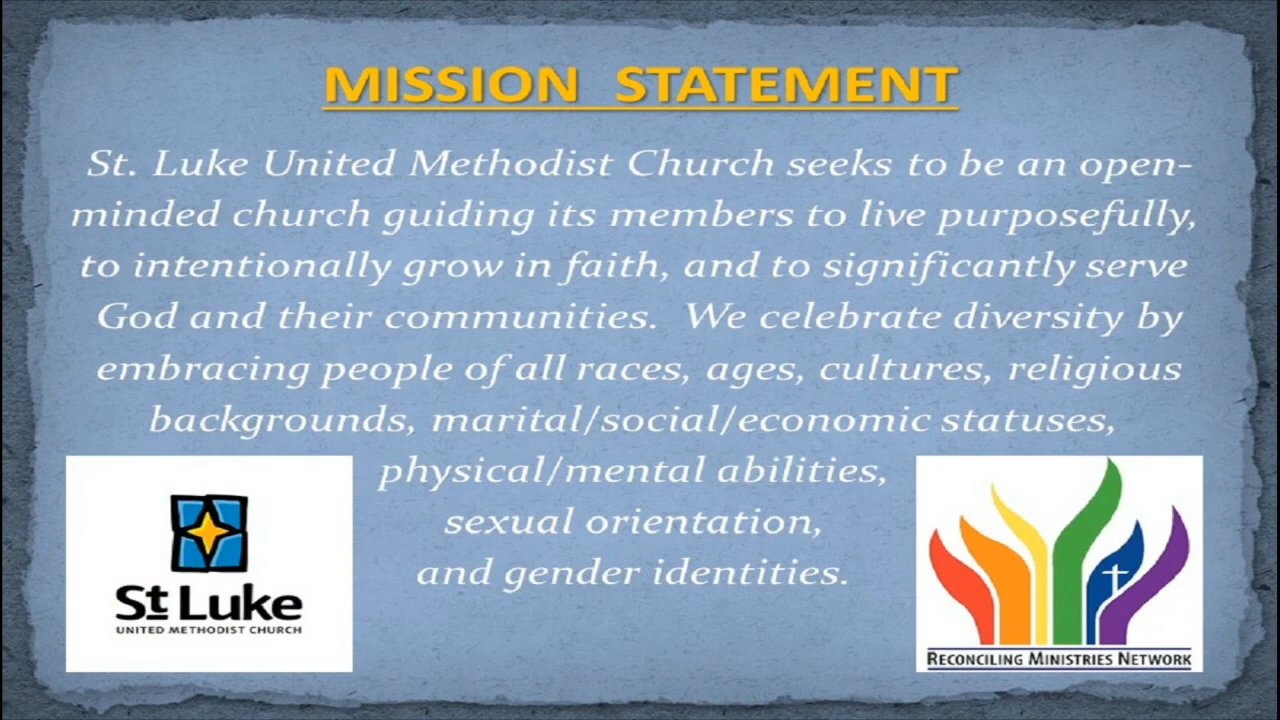 MISSION STATEMENT
St. Luke United Methodist Church seeks to be an open-
minded church guiding its members to live purposefully,
to intentionally grow in faith, and to significantly serve
God and their communities. We celebrate diversity by
embracing people of all races, ages, cultures, religious
backgrounds, marital/social/economic statuses,
physical/mental abilities,
sexual orientation,
and gender identities.
St Luke
UNITED METHODIST CHURCH
RECONCILING MINISTRIES NETWORK